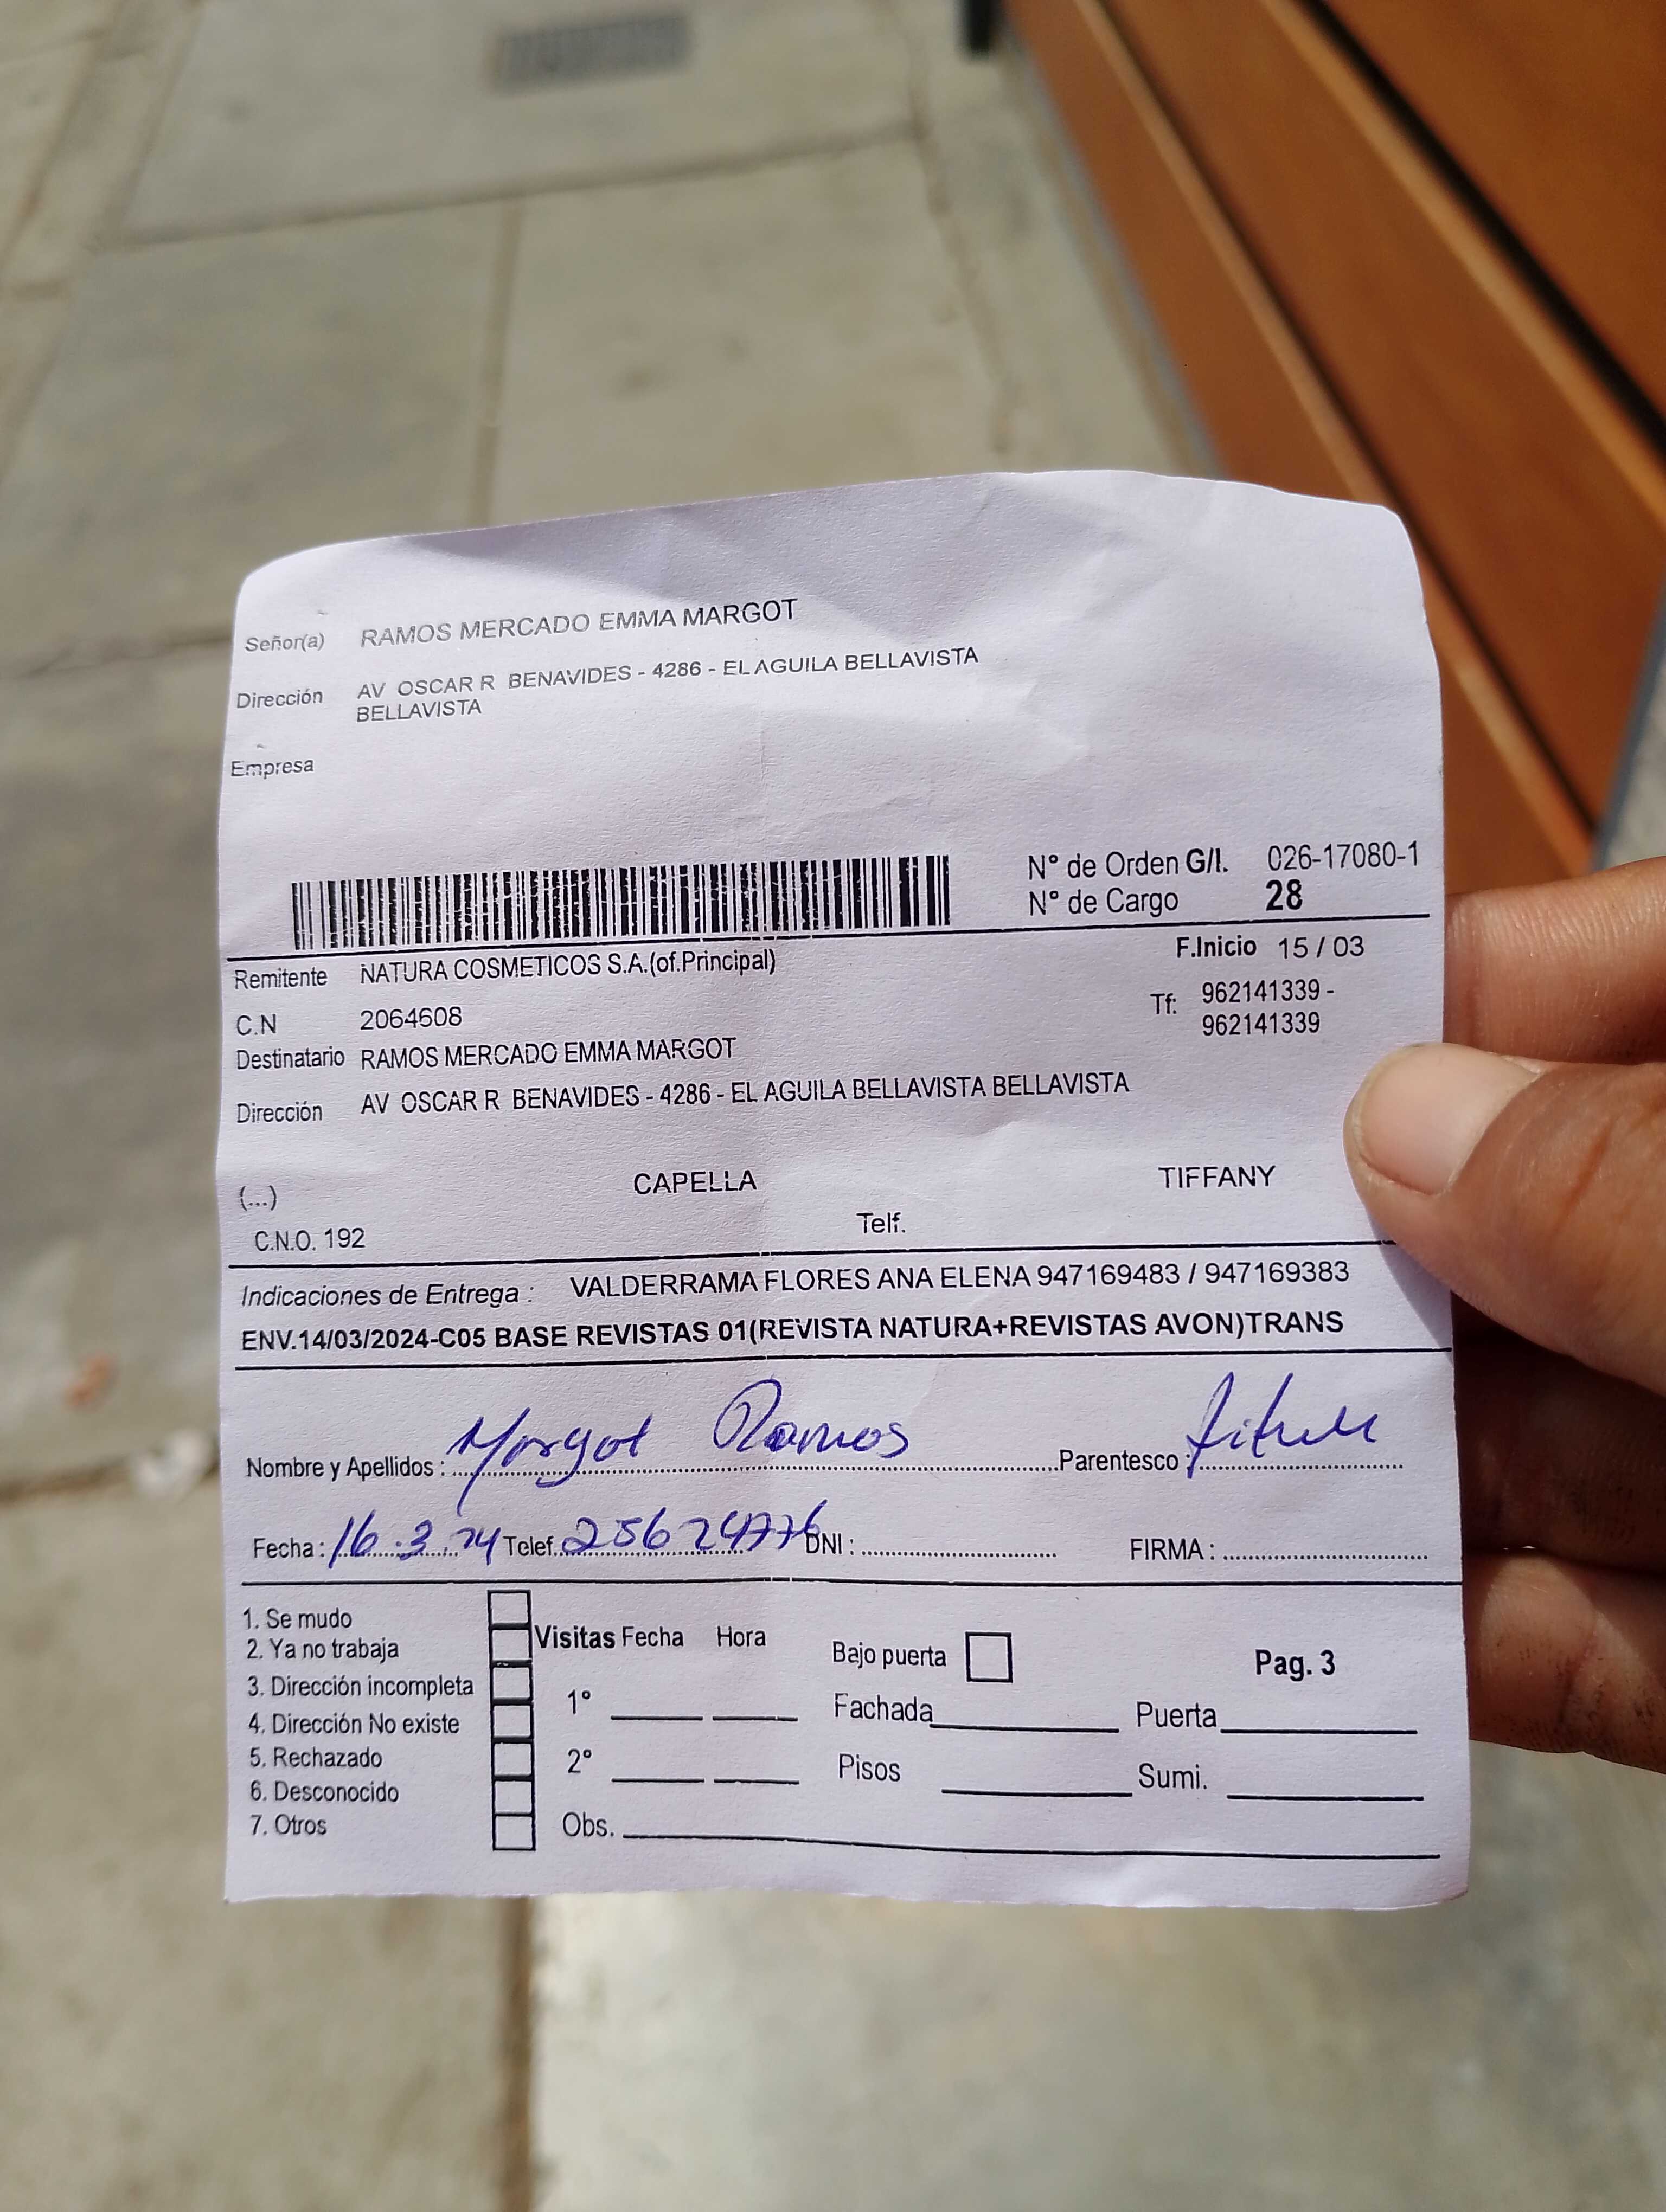 Señor(a) RAMOS MERCADO EMMA MARGOT
Dirección AV OSCAR R BENAVIDES - 4286 - EL AGUILA BELLAVISTA
BELLAVISTA
Empresa
N° de Orden G/I. 026-17080-1
N° de Cargo 28
Remitente NATURA COSMETICOS S.A.(of.Principal) F.Inicio 15 / 03
C.N 2064608 Tf: 962141339 -
962141339
Destinatario RAMOS MERCADO EMMA MARGOT
Dirección AV OSCAR R BENAVIDES - 4286 - EL AGUILA BELLAVISTA BELLAVISTA
(...) CAPELLA TIFFANY
C.N.O. 192 Telf.
Indicaciones de Entrega : VALDERRAMA FLORES ANA ELENA 947169483 / 947169383
ENV.14/03/2024-C05 BASE REVISTAS 01(REVISTA NATURA+REVISTAS AVON)TRANS
Nombre y Apellidos : Margot Ramos Parentesco :
Fecha : 16.3.24 Telef. 25624776 DNI : FIRMA :
1. Se mudo
2. Ya no trabaja
3. Dirección incompleta
4. Dirección No existe
5. Rechazado
6. Desconocido
7. Otros
Visitas Fecha Hora
1°
2°
Obs.
Bajo puerta Pag. 3
Fachada Puerta
Pisos Sumi.